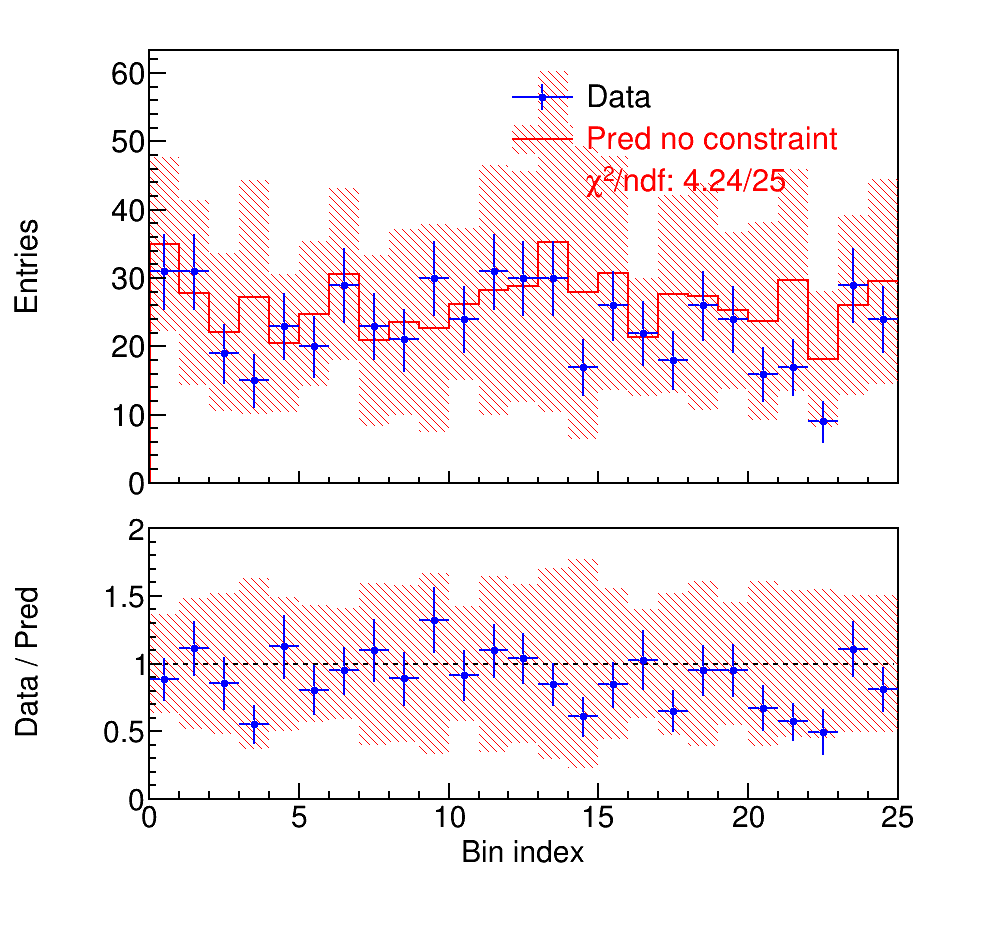 60
50
40
30
20
10
0
Entries
Data
Pred no constraint
χ²/ndf: 4.24/25
2
1.5
1
0.5
0
Data / Pred
0 5 10 15 20 25
Bin index